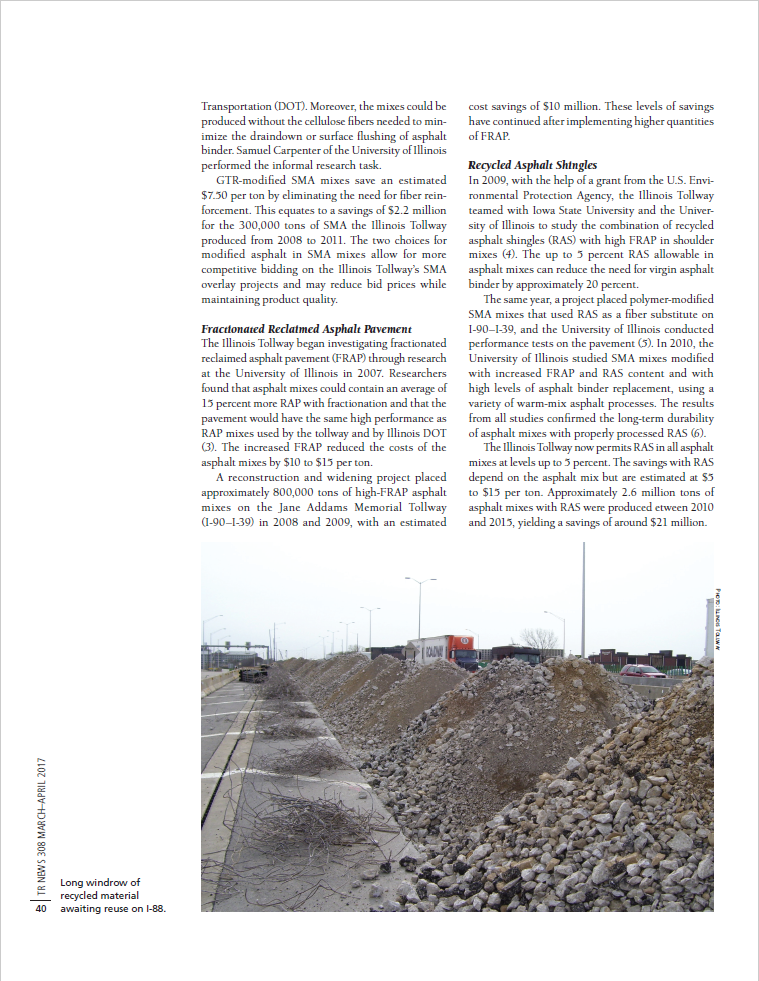 Transportation (DOT). Moreover, the mixes could be
produced without the cellulose fibers needed to min-
imize the draindown or surface flushing of asphalt
binder. Samuel Carpenter of the University of Illinois
performed the informal research task.
GTR-modified SMA mixes save an estimated
$7.50 per ton by eliminating the need for fiber rein-
forcement. This equates to a savings of $2.2 million
for the 300,000 tons of SMA the Illinois Tollway
produced from 2008 to 2011. The two choices for
modified asphalt in SMA mixes allow for more
competitive bidding on the Illinois Tollway's SMA
overlay projects and may reduce bid prices while
maintaining product quality.
Fractionated Reclaimed Asphalt Pavement
The Illinois Tollway began investigating fractionated
reclaimed asphalt pavement (FRAP) through research
at the University of Illinois in 2007. Researchers
found that asphalt mixes could contain an average of
15 percent more RAP with fractionation and that the
pavement would have the same high performance as
RAP mixes used by the tollway and by Illinois DOT
(3). The increased FRAP reduced the costs of the
asphalt mixes by $10 to $15 per ton.
A reconstruction and widening project placed
approximately 800,000 tons of high-FRAP asphalt
mixes on the Jane Addams Memorial Tollway
(I-90–I-39) in 2008 and 2009, with an estimated
cost savings of $10 million. These levels of savings
have continued after implementing higher quantities
of FRAP.
Recycled Asphalt Shingles
In 2009, with the help of a grant from the U.S. Envi-
ronmental Protection Agency, the Illinois Tollway
teamed with Iowa State University and the Univer-
sity of Illinois to study the combination of recycled
asphalt shingles (RAS) with high FRAP in shoulder
mixes (4). The up to 5 percent RAS allowable in
asphalt mixes can reduce the need for virgin asphalt
binder by approximately 20 percent.
The same year, a project placed polymer-modified
SMA mixes that used RAS as a fiber substitute on
I-90–I-39, and the University of Illinois conducted
performance tests on the pavement (5). In 2010, the
University of Illinois studied SMA mixes modified
with increased FRAP and RAS content and with
high levels of asphalt binder replacement, using a
variety of warm-mix asphalt processes. The results
from all studies confirmed the long-term durability
of asphalt mixes with properly processed RAS (6).
The Illinois Tollway now permits RAS in all asphalt
mixes at levels up to 5 percent. The savings with RAS
depend on the asphalt mix but are estimated at $5
to $15 per ton. Approximately 2.6 million tons of
asphalt mixes with RAS were produced etween 2010
and 2015, yielding a savings of around $21 million.
PHOTO: ILLINOIS TOLLWAY
ROADWAY
TR NEWS 308 MARCH–APRIL 2017
Long windrow of
recycled material
awaiting reuse on I-88.
40